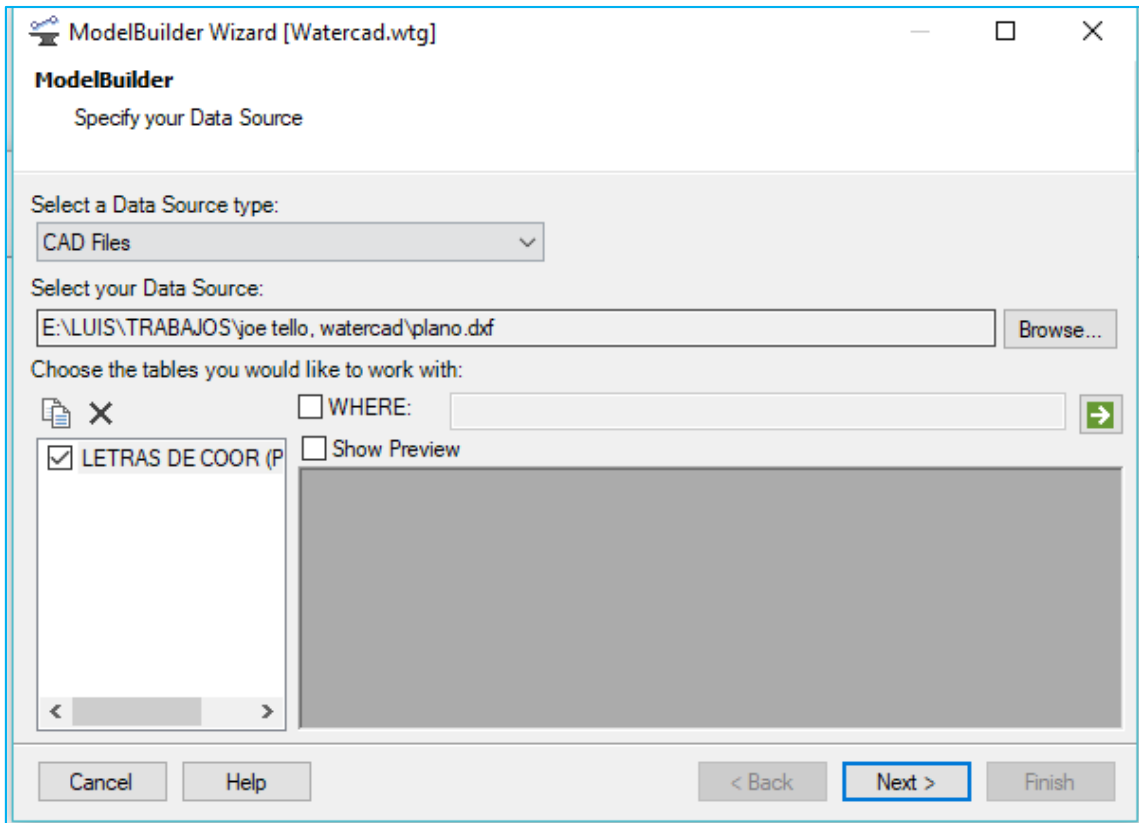 ModelBuilder Wizard [Watercad.wtg]
ModelBuilder
Specify your Data Source
Select a Data Source type:
CAD Files
Select your Data Source:
E:\LUIS\TRABAJOS\joe tello, watercad\plano.dxf
Browse...
Choose the tables you would like to work with:
WHERE:
Show Preview
LETRAS DE COOR (P
Cancel
Help
< Back
Next >
Finish